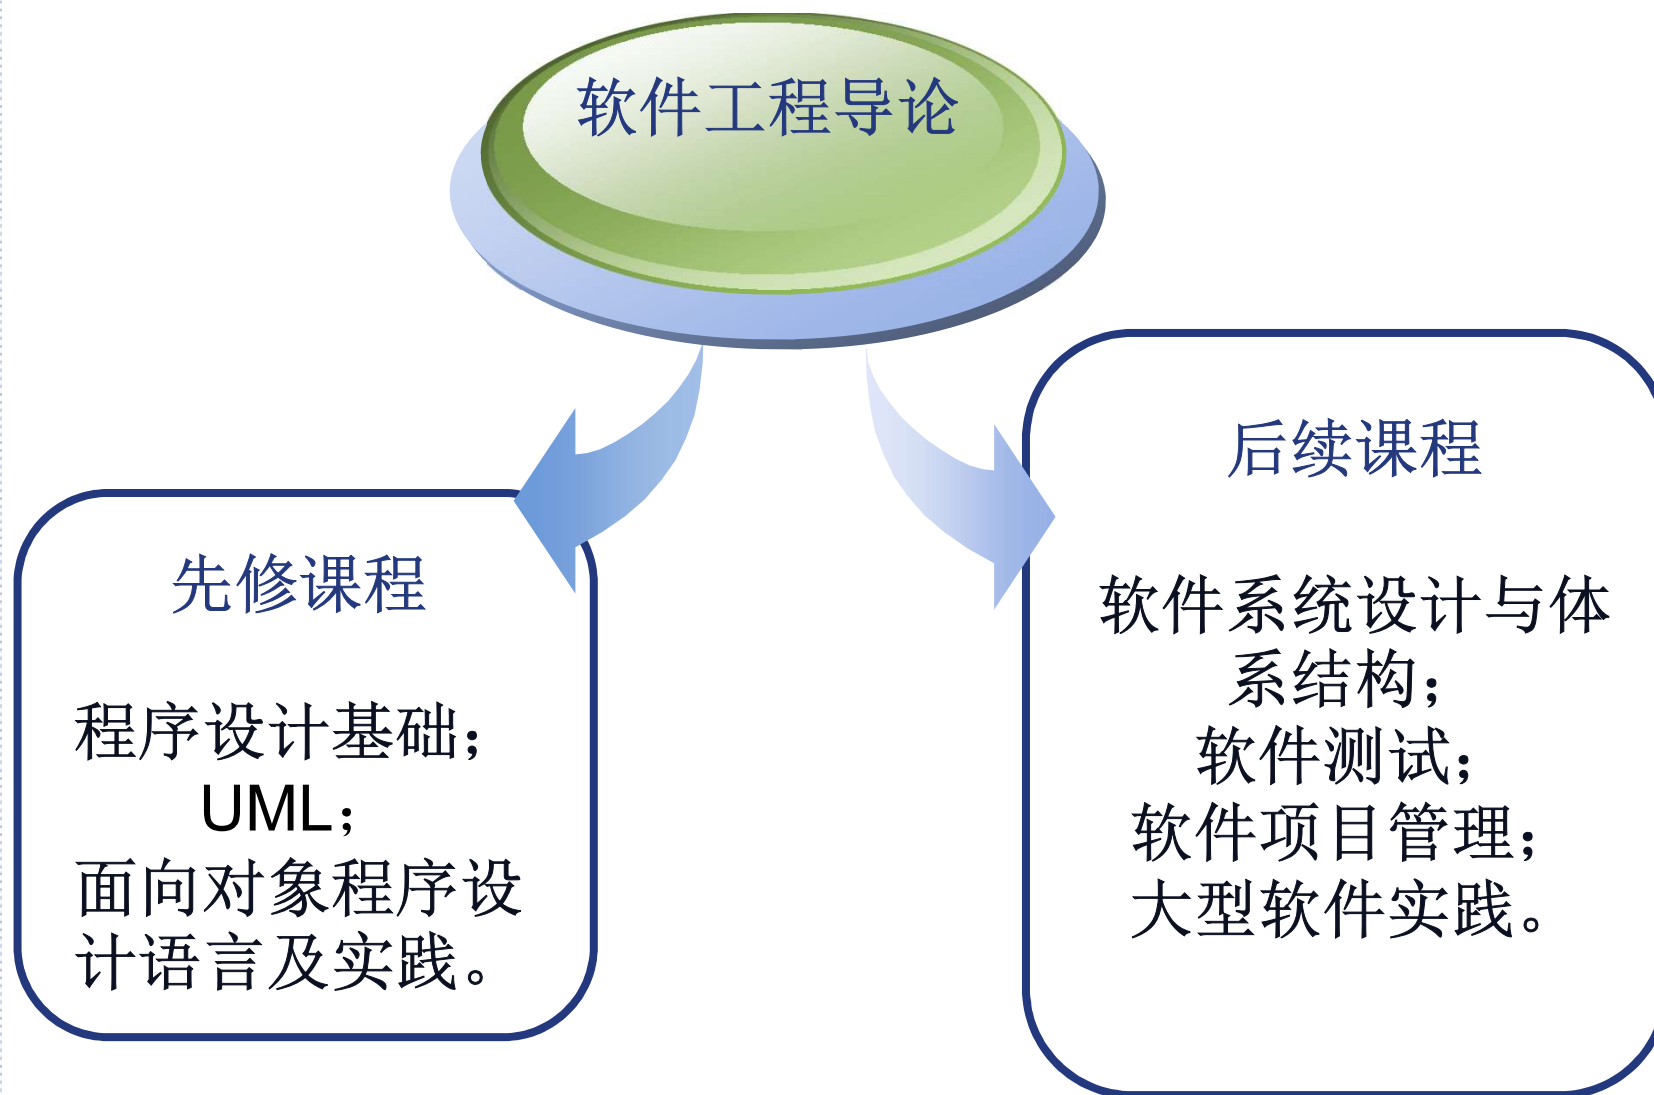 软件工程导论
先修课程
程序设计基础；
UML；
面向对象程序设
计语言及实践。
后续课程
软件系统设计与体
系结构；
软件测试；
软件项目管理；
大型软件实践。